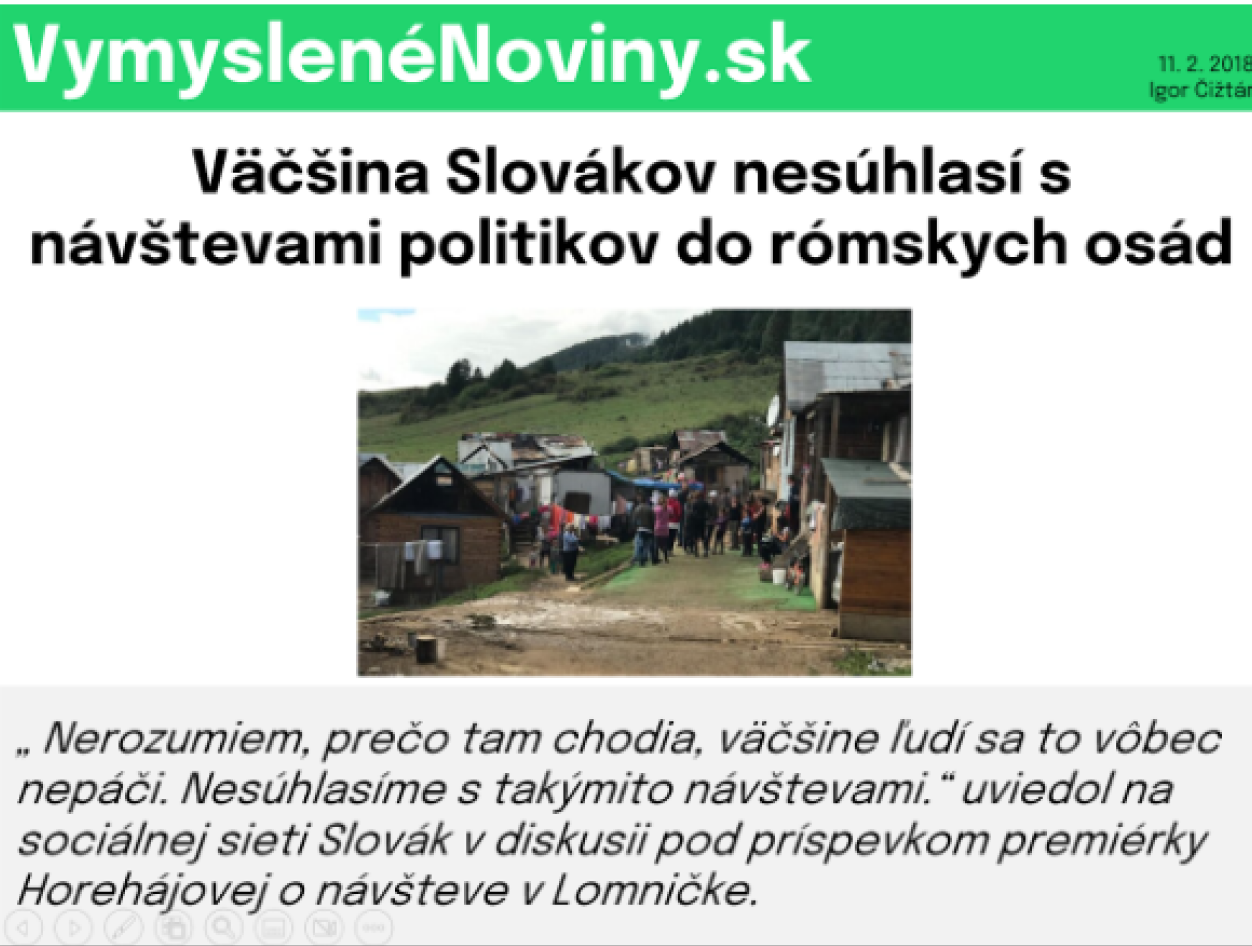 VymyslenéNoviny.sk
11. 2. 2018
Igor Čižtár
Väčšina Slovákov nesúhlasí s
návštevami politikov do rómskych osád
„ Nerozumiem, prečo tam chodia, väčšine ľudí sa to vôbec
nepáči. Nesúhlasíme s takýmito návštevami.“ uviedol na
sociálnej sieti Slovák v diskusii pod príspevkom premiérky
Horehájovej o návšteve v Lomničke.